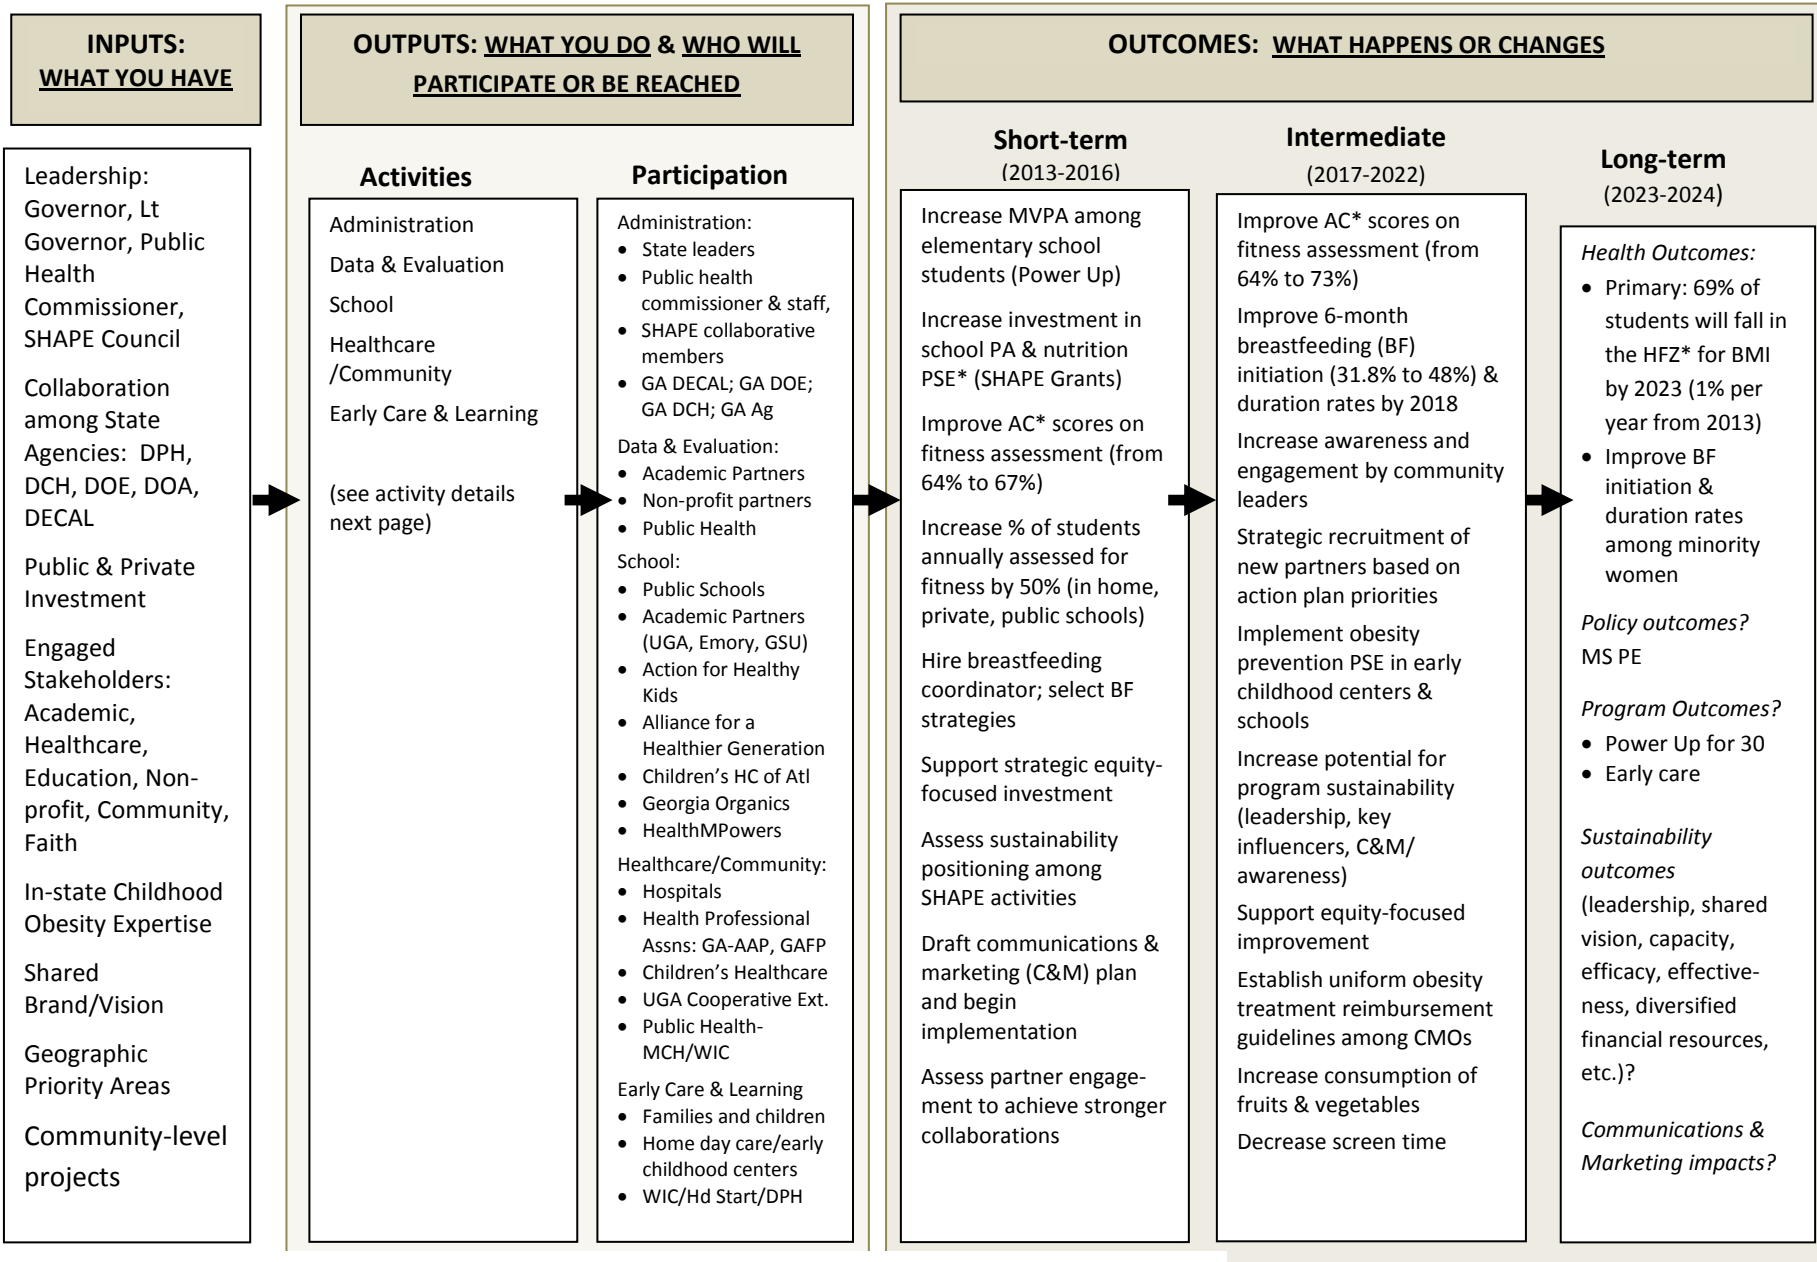 INPUTS:
WHAT YOU HAVE
Leadership:
Governor, Lt
Governor, Public
Health
Commissioner,
SHAPE Council
Collaboration
among State
Agencies: DPH,
DCH, DOE, DOA,
DECAL
Public & Private
Investment
Engaged
Stakeholders:
Academic,
Healthcare,
Education, Non-
profit, Community,
Faith
In-state Childhood
Obesity Expertise
Shared
Brand/Vision
Geographic
Priority Areas
Community-level
projects
OUTPUTS: WHAT YOU DO & WHO WILL
PARTICIPATE OR BE REACHED
Activities
Administration
Data & Evaluation
School
Healthcare
/Community
Early Care & Learning
(see activity details
next page)
Participation
Administration:
• State leaders
• Public health
commissioner & staff,
• SHAPE collaborative
members
• GA DECAL; GA DOE;
GA DCH; GA Ag
Data & Evaluation:
• Academic Partners
• Non-profit partners
• Public Health
School:
• Public Schools
• Academic Partners
(UGA, Emory, GSU)
• Action for Healthy
Kids
• Alliance for a
Healthier Generation
• Children's HC of Atl
• Georgia Organics
• HealthMPowers
Healthcare/Community:
• Hospitals
• Health Professional
Assns: GA-AAP, GAFP
• Children's Healthcare
• UGA Cooperative Ext.
• Public Health-
MCH/WIC
Early Care & Learning
• Families and children
• Home day care/early
childhood centers
• WIC/Hd Start/DPH
OUTCOMES: WHAT HAPPENS OR CHANGES
Short-term
(2013-2016)
Increase MVPA among
elementary school
students (Power Up)
Increase investment in
school PA & nutrition
PSE* (SHAPE Grants)
Improve AC* scores on
fitness assessment (from
64% to 67%)
Increase % of students
annually assessed for
fitness by 50% (in home,
private, public schools)
Hire breastfeeding
coordinator; select BF
strategies
Support strategic equity-
focused investment
Assess sustainability
positioning among
SHAPE activities
Draft communications &
marketing (C&M) plan
and begin
implementation
Assess partner engage-
ment to achieve stronger
collaborations
Intermediate
(2017-2022)
Improve AC* scores on
fitness assessment (from
64% to 73%)
Improve 6-month
breastfeeding (BF)
initiation (31.8% to 48%) &
duration rates by 2018
Increase awareness and
engagement by community
leaders
Strategic recruitment of
new partners based on
action plan priorities
Implement obesity
prevention PSE in early
childhood centers &
schools
Increase potential for
program sustainability
(leadership, key
influencers, C&M/
awareness)
Support equity-focused
improvement
Establish uniform obesity
treatment reimbursement
guidelines among CMOs
Increase consumption of
fruits & vegetables
Decrease screen time
Long-term
(2023-2024)
Health Outcomes:
• Primary: 69% of
students will fall in
the HFZ* for BMI
by 2023 (1% per
year from 2013)
• Improve BF
initiation &
duration rates
among minority
women
Policy outcomes?
MS PE
Program Outcomes?
• Power Up for 30
• Early care
Sustainability
outcomes
(leadership, shared
vision, capacity,
efficacy, effective-
ness, diversified
financial resources,
etc.)?
Communications &
Marketing impacts?